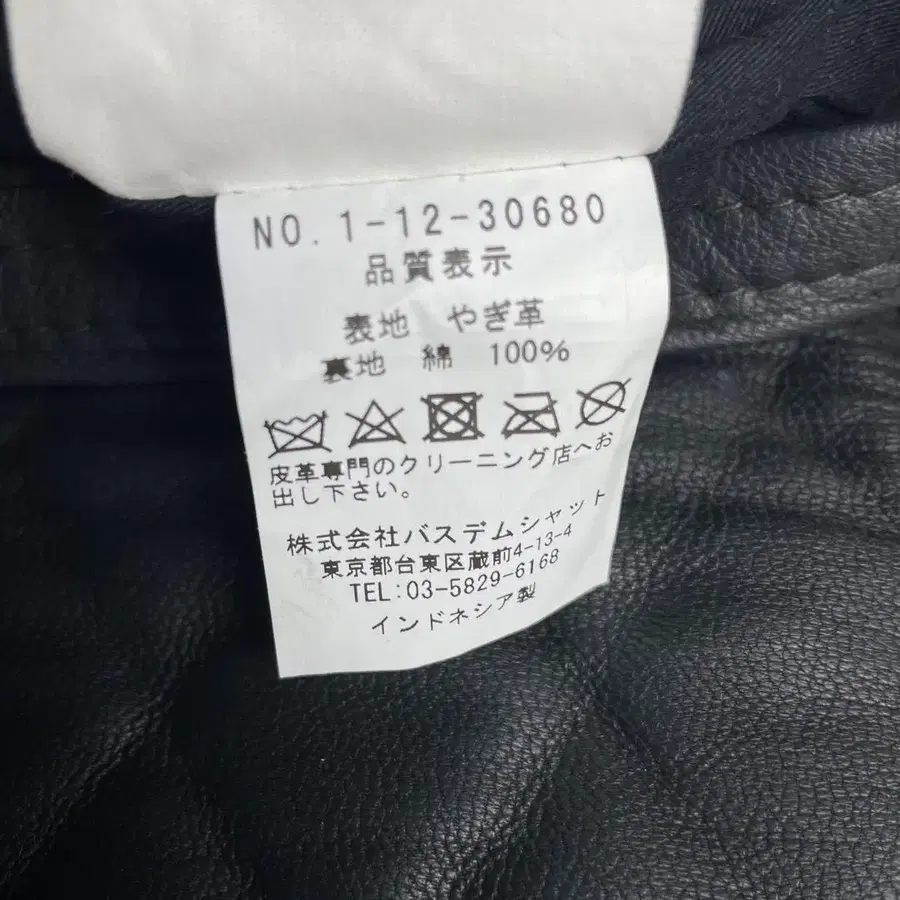 NO. 1-12-30680
品質表示
表地 やぎ革
裏地 綿 100%
皮革専門のクリーニング店へお
出し下さい。
株式会社バスデムシャット
東京都台東区蔵前4-13-4
TEL:03-5829-6168
インドネシア製